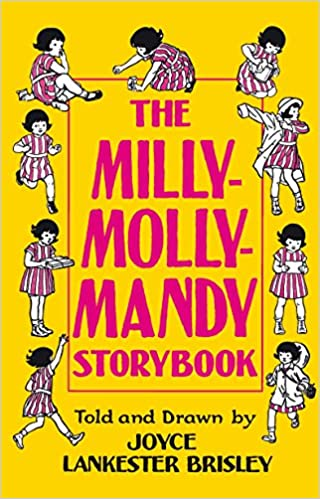 THE
MILLY-
MOLLY-
MANDY
STORYBOOK
Told and Drawn by
JOYCE
LANKESTER BRISLEY